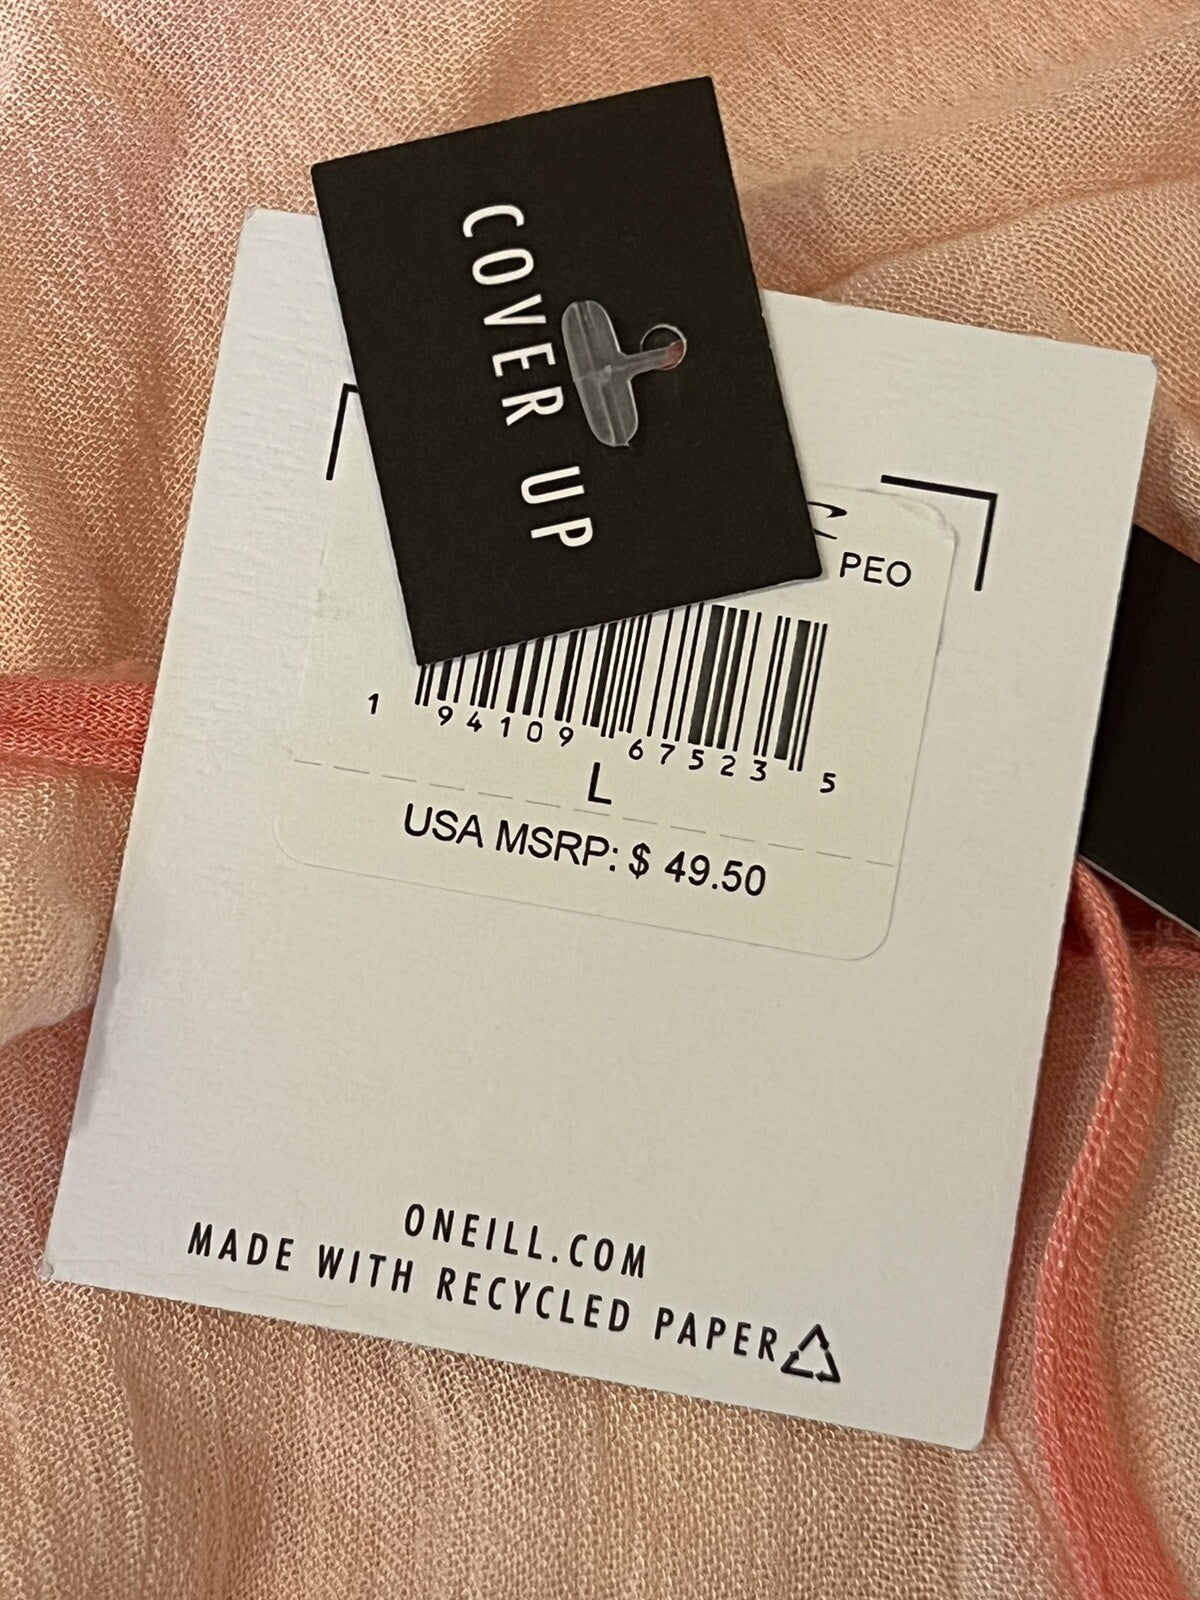 COVER UP
PEO
1 94109 67523 5
L
USA MSRP: $ 49.50
ONEILL.COM
MADE WITH RECYCLED PAPER